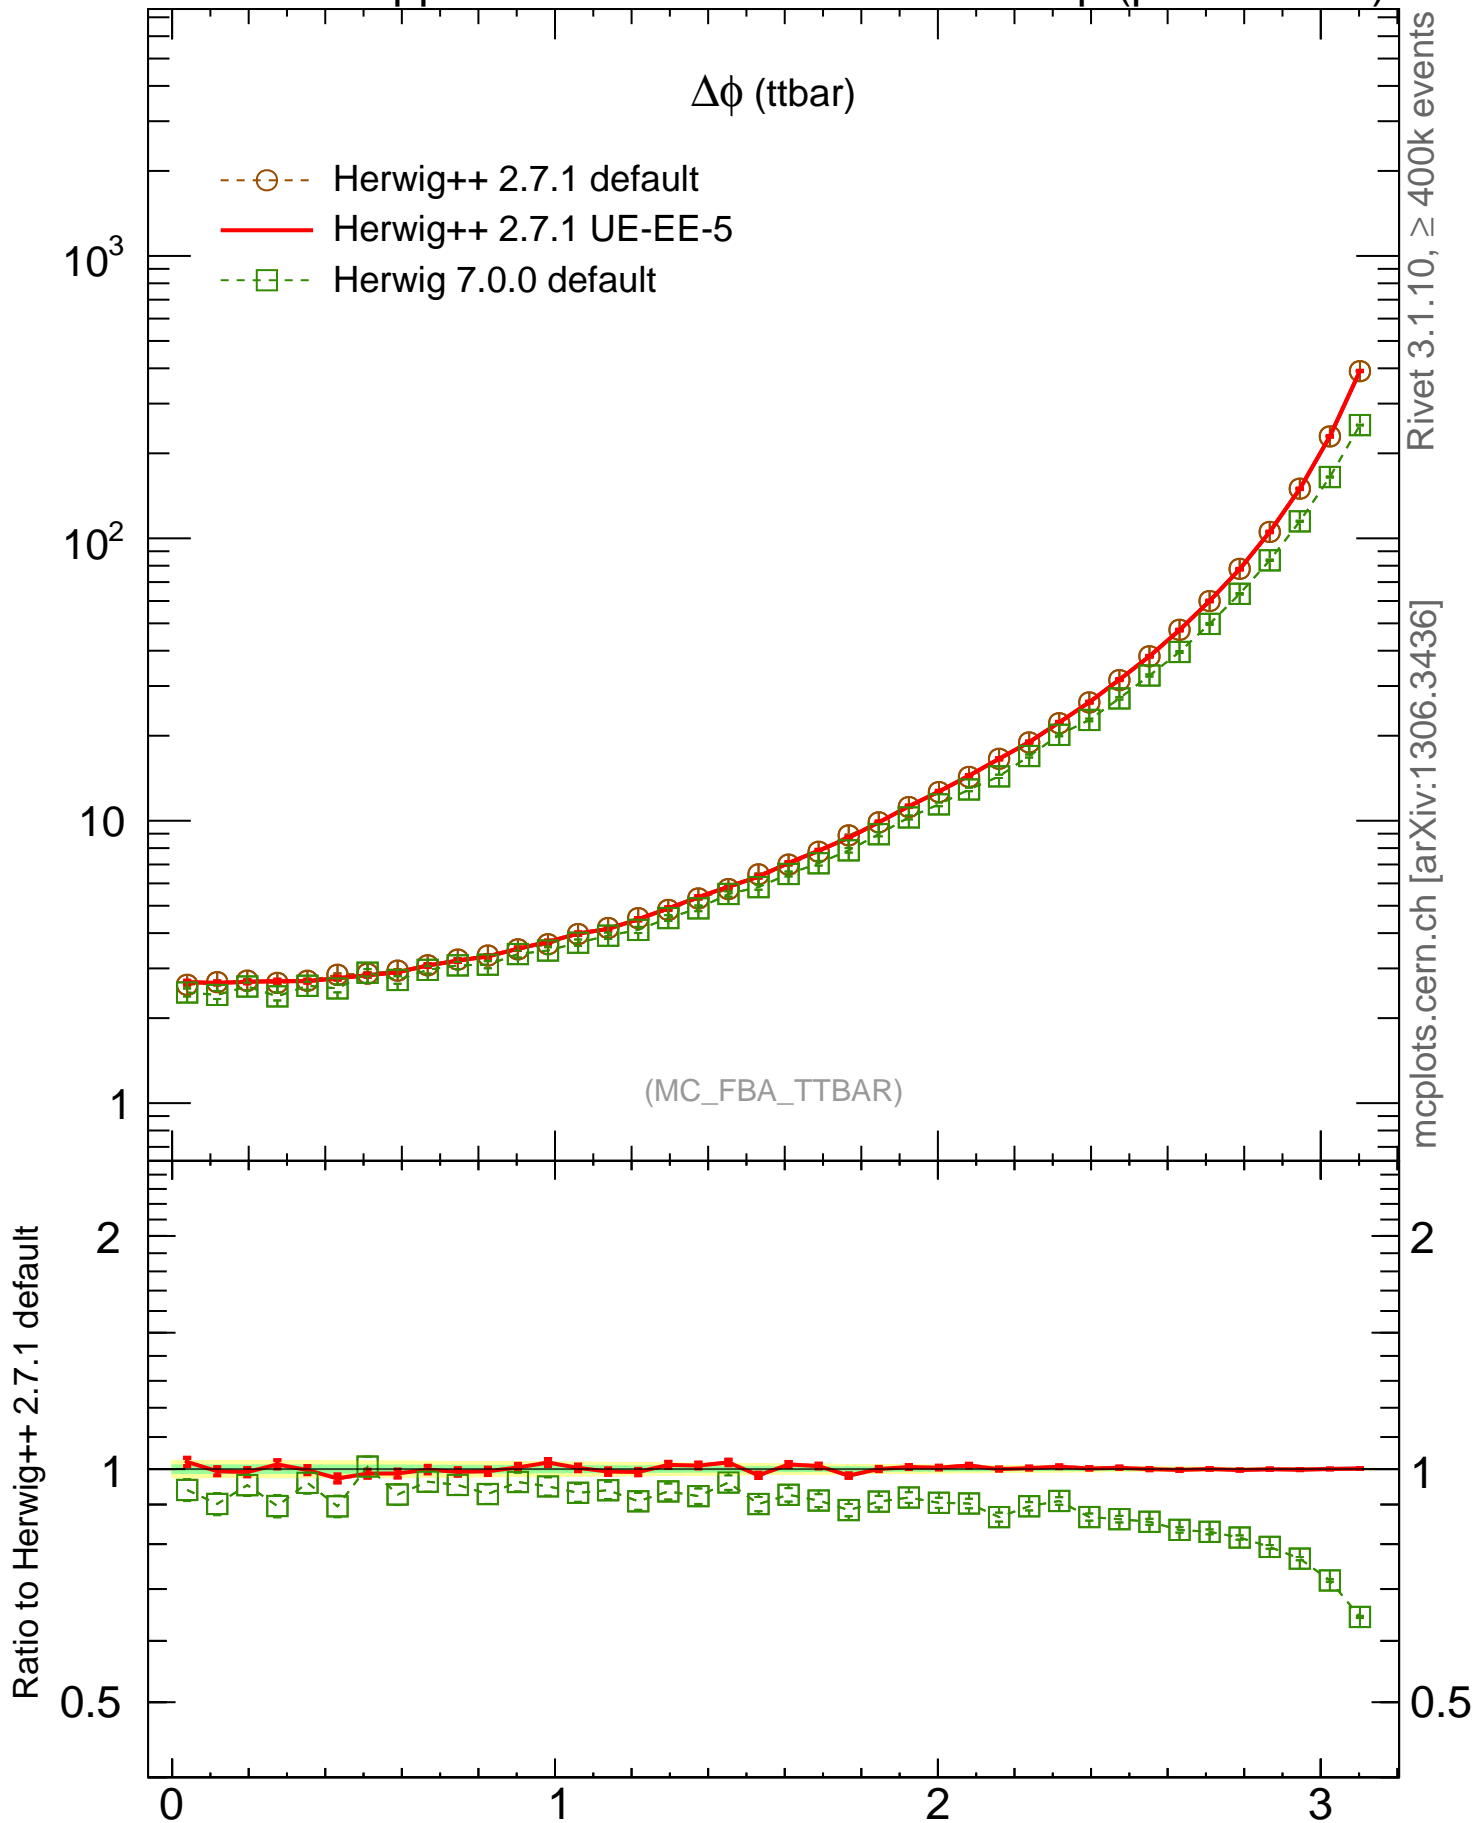 Δϕ (ttbar)
Herwig++ 2.7.1 default
Herwig++ 2.7.1 UE-EE-5
Herwig 7.0.0 default
10³
10²
10
1
(MC_FBA_TTBAR)
Rivet 3.1.10, ≥ 400k events
mcplots.cern.ch [arXiv:1306.3436]
Ratio to Herwig++ 2.7.1 default
2
1
0.5
2
1
0.5
0 1 2 3